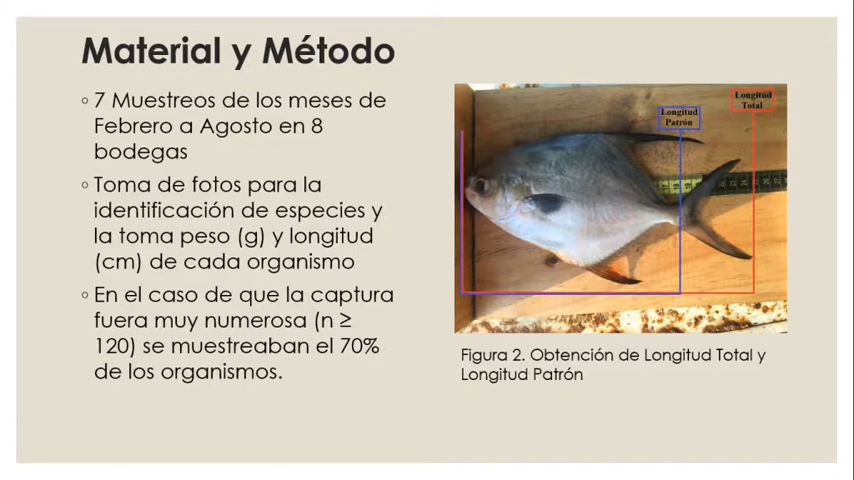 Material y Método
◦ 7 Muestreos de los meses de
Febrero a Agosto en 8
bodegas
◦ Toma de fotos para la
identificación de especies y
la toma peso (g) y longitud
(cm) de cada organismo
◦ En el caso de que la captura
fuera muy numerosa (n ≥
120) se muestreaban el 70%
de los organismos.
Longitud
Patrón
Longitud
Total
Figura 2. Obtención de Longitud Total y
Longitud Patrón